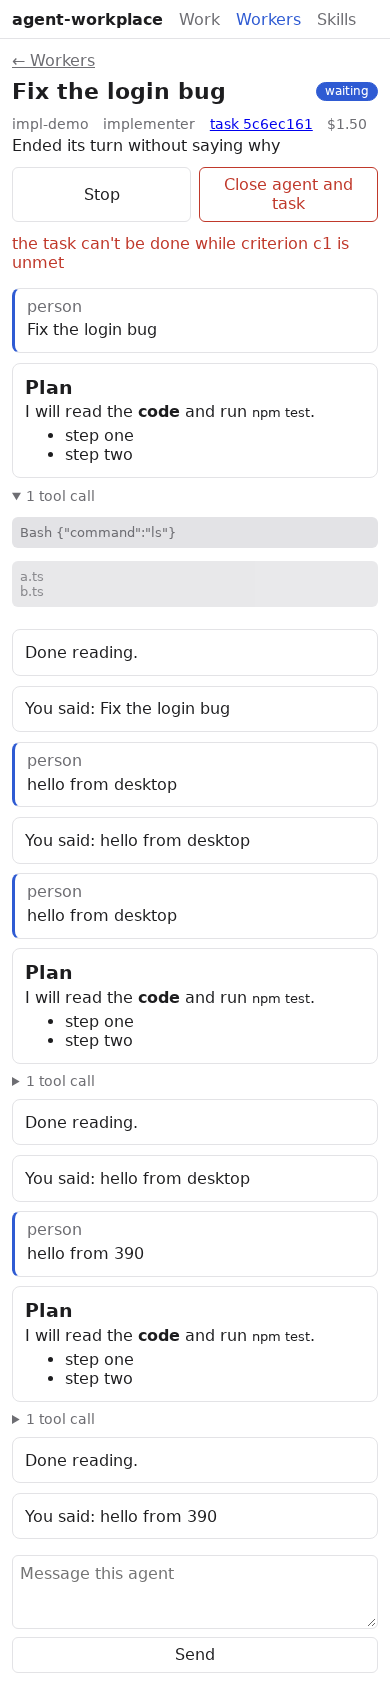 agent-workplace Work Workers Skills
← Workers
Fix the login bug waiting
impl-demo implementer task 5c6ec161 $1.50
Ended its turn without saying why
Stop
Close agent and
task
the task can't be done while criterion c1 is
unmet
person
Fix the login bug
Plan
I will read the code and run npm test.
• step one
• step two
▼ 1 tool call
Bash {"command":"ls"}
a.ts
b.ts
Done reading.
You said: Fix the login bug
person
hello from desktop
You said: hello from desktop
person
hello from desktop
Plan
I will read the code and run npm test.
• step one
• step two
▶ 1 tool call
Done reading.
You said: hello from desktop
person
hello from 390
Plan
I will read the code and run npm test.
• step one
• step two
▶ 1 tool call
Done reading.
You said: hello from 390
Message this agent
Send